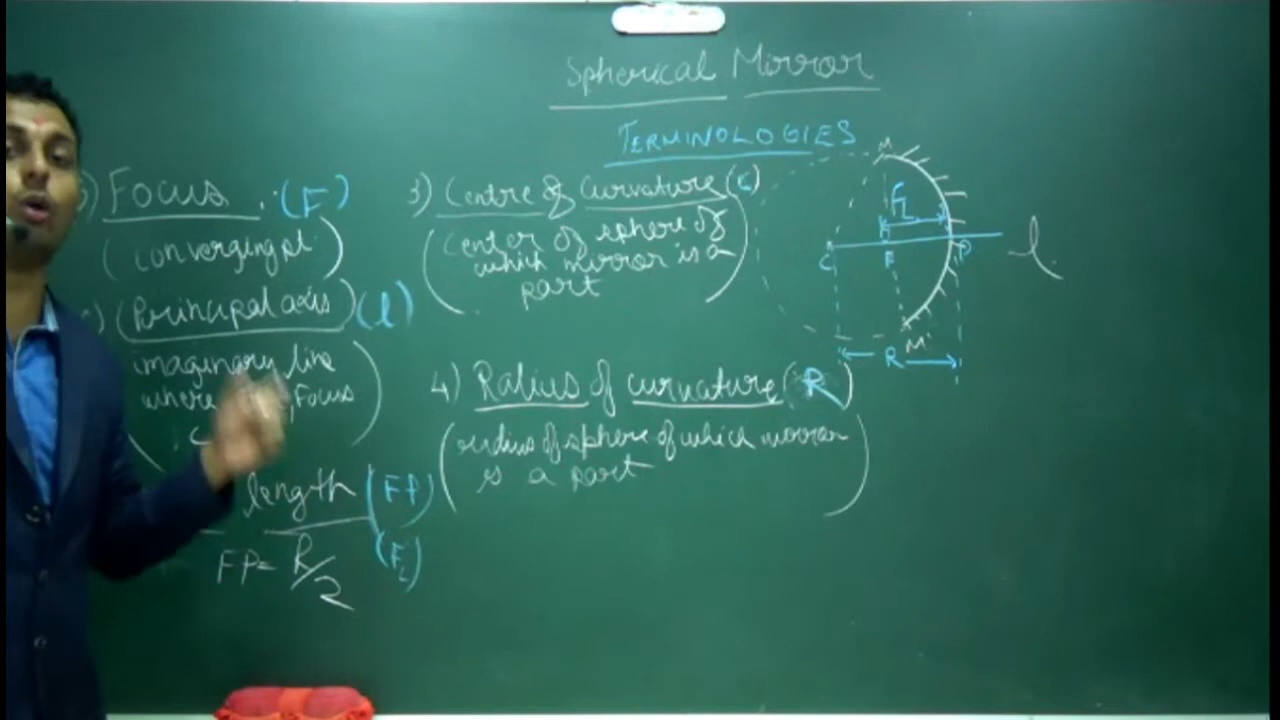 Spherical Mirror
TERMINOLOGIES
Focus (F)
(converging pt.)
(Principal axis) (l)
imaginary line
where Focus
length (FP)
(FL)
FP = R/2
3) Centre of Curvature (C)
(center of sphere of
which mirror is a
part)
4) Radius of curvature (R)
(radius of sphere of which mirror
is a part)
M
FL
C F P
l
M'
R